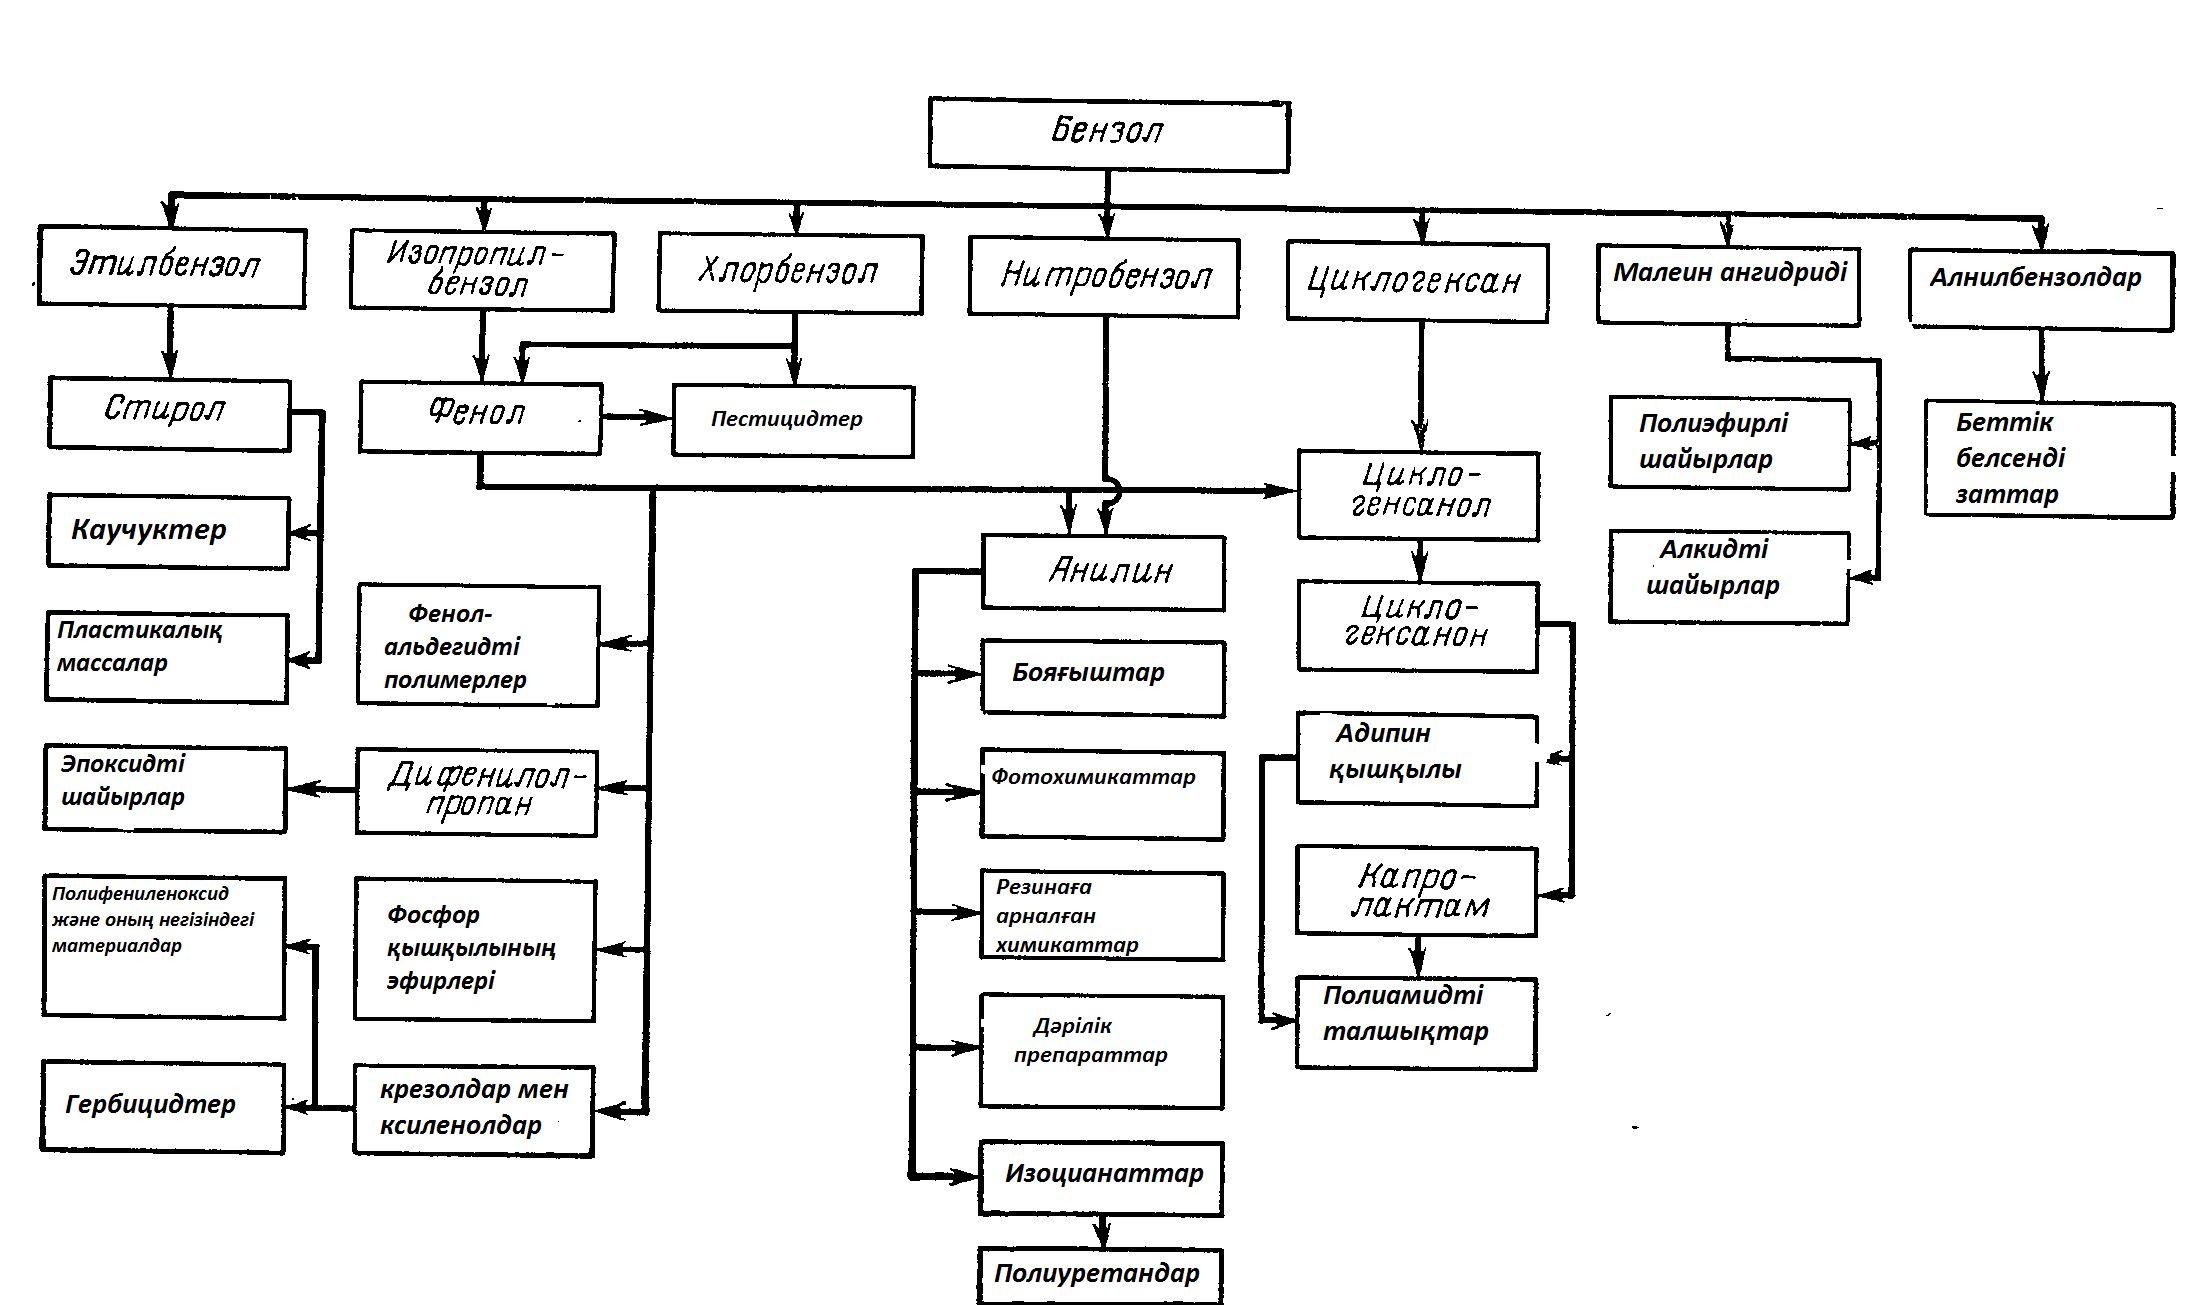 Бензол
Этилбензол
Изопропил-
бензол
Хлорбензол
Нитробензол
Циклогексан
Малеин ангидриді
Алнилбензолдар
Стирол
Фенол
Пестицидтер
Полиэфирлі
шайырлар
Беттік
белсенді
заттар
Цикло-
генсанол
Каучуктер
Алкидті
шайырлар
Анилин
Цикло-
гексанон
Пластикалық
массалар
Фенол-
альдегидті
полимерлер
Бояғыштар
Адипин
қышқылы
Эпоксидті
шайырлар
Дифенилол-
пропан
Фотохимикаттар
Полифениленоксид
және оның негізіндегі
материалдар
Фосфор
қышқылының
эфирлері
Резинаға
арналған
химикаттар
Капро-
лактам
Дәрілік
препараттар
Полиамидті
талшықтар
Гербицидтер
крезолдар мен
ксиленолдар
Изоцианаттар
Полиуретандар